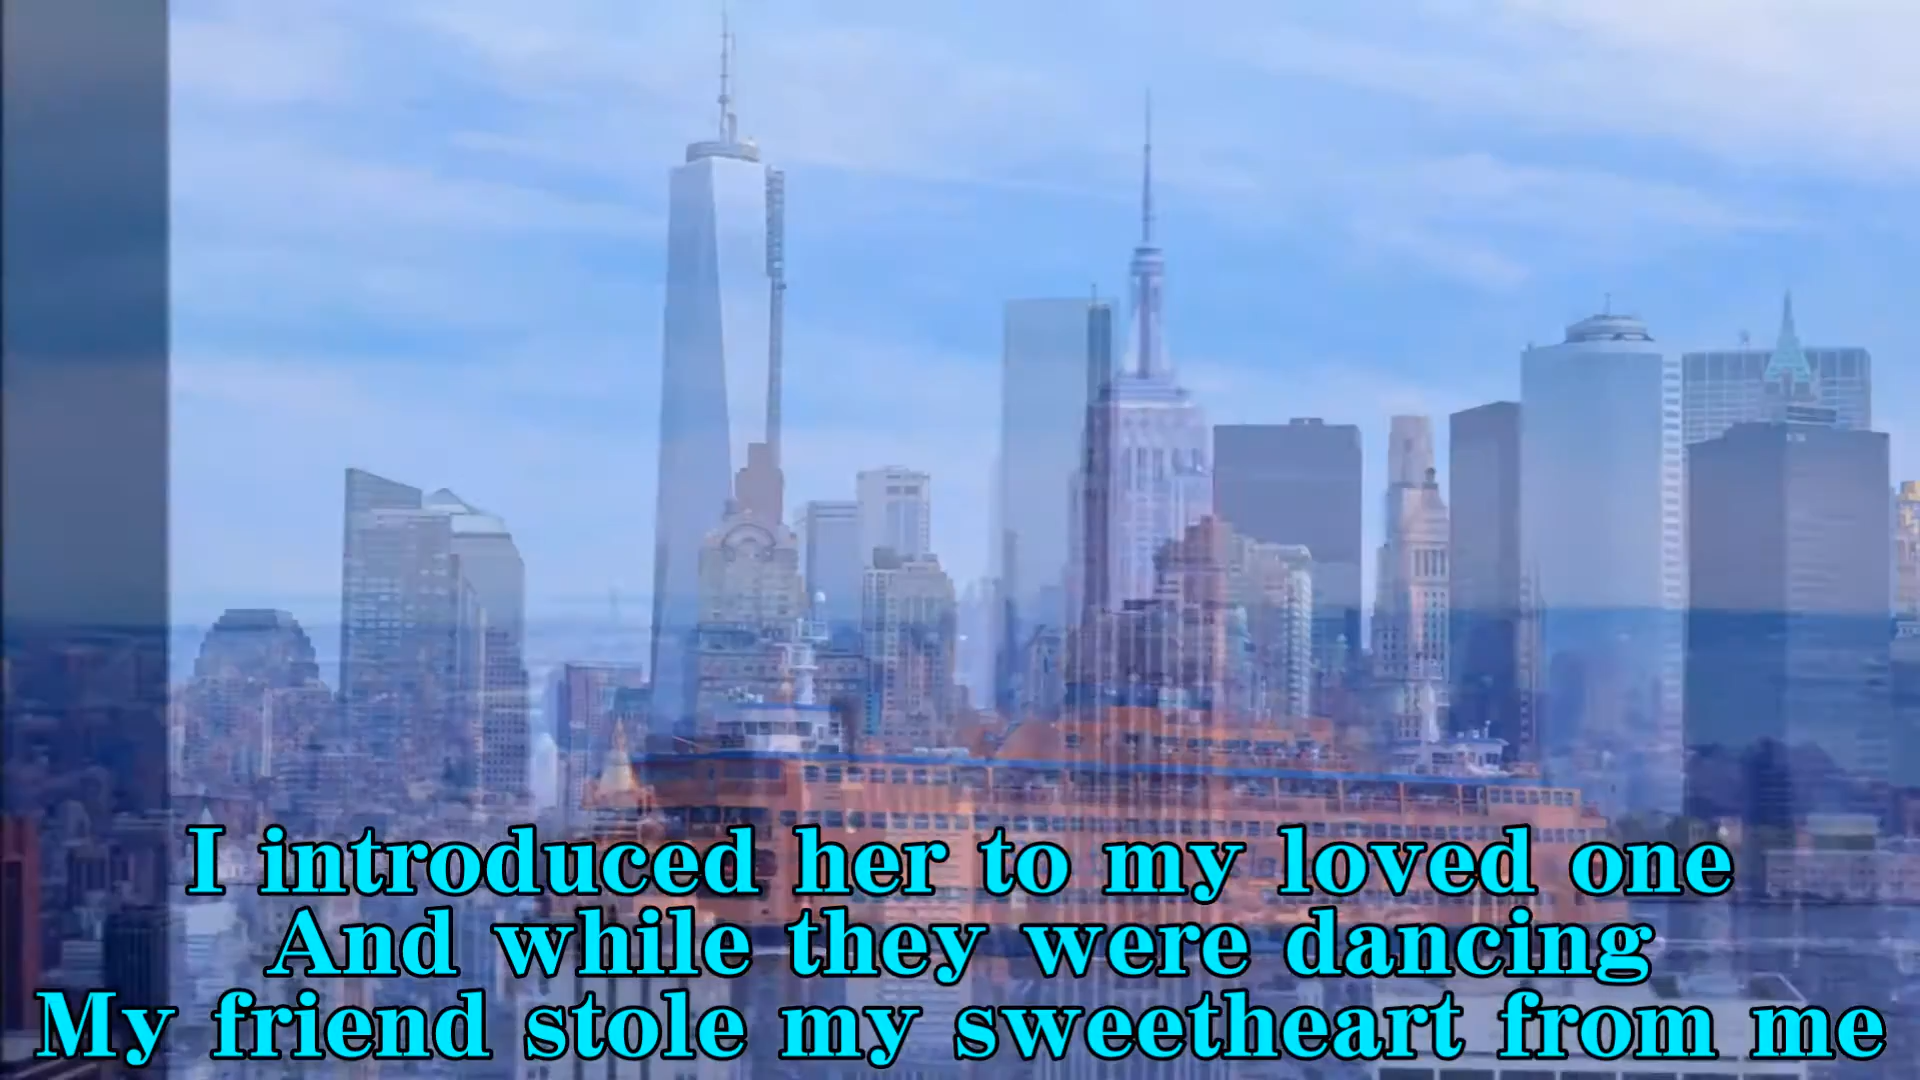 I introduced her to my loved one
And while they were dancing
My friend stole my sweetheart from me